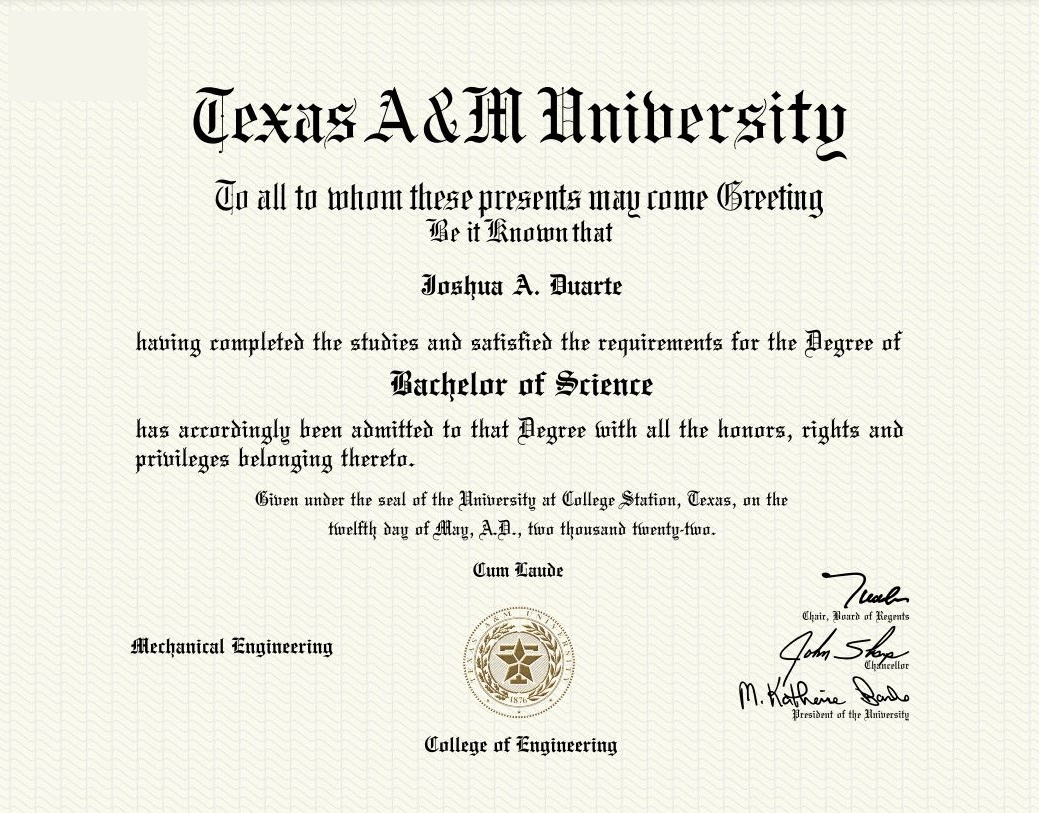 Texas A&M University
To all to whom these presents may come Greeting
Be it Known that
Joshua A. Duarte
having completed the studies and satisfied the requirements for the Degree of
Bachelor of Science
has accordingly been admitted to that Degree with all the honors, rights and
privileges belonging thereto.
Given under the seal of the University at College Station, Texas, on the
twelfth day of May, A.D., two thousand twenty-two.
Cum Laude
Chair, Board of Regents
Mechanical Engineering
TEXAS A&M UNIVERSITY
1876
John Sharp
Chancellor
M. Katherine Banks
President of the University
College of Engineering